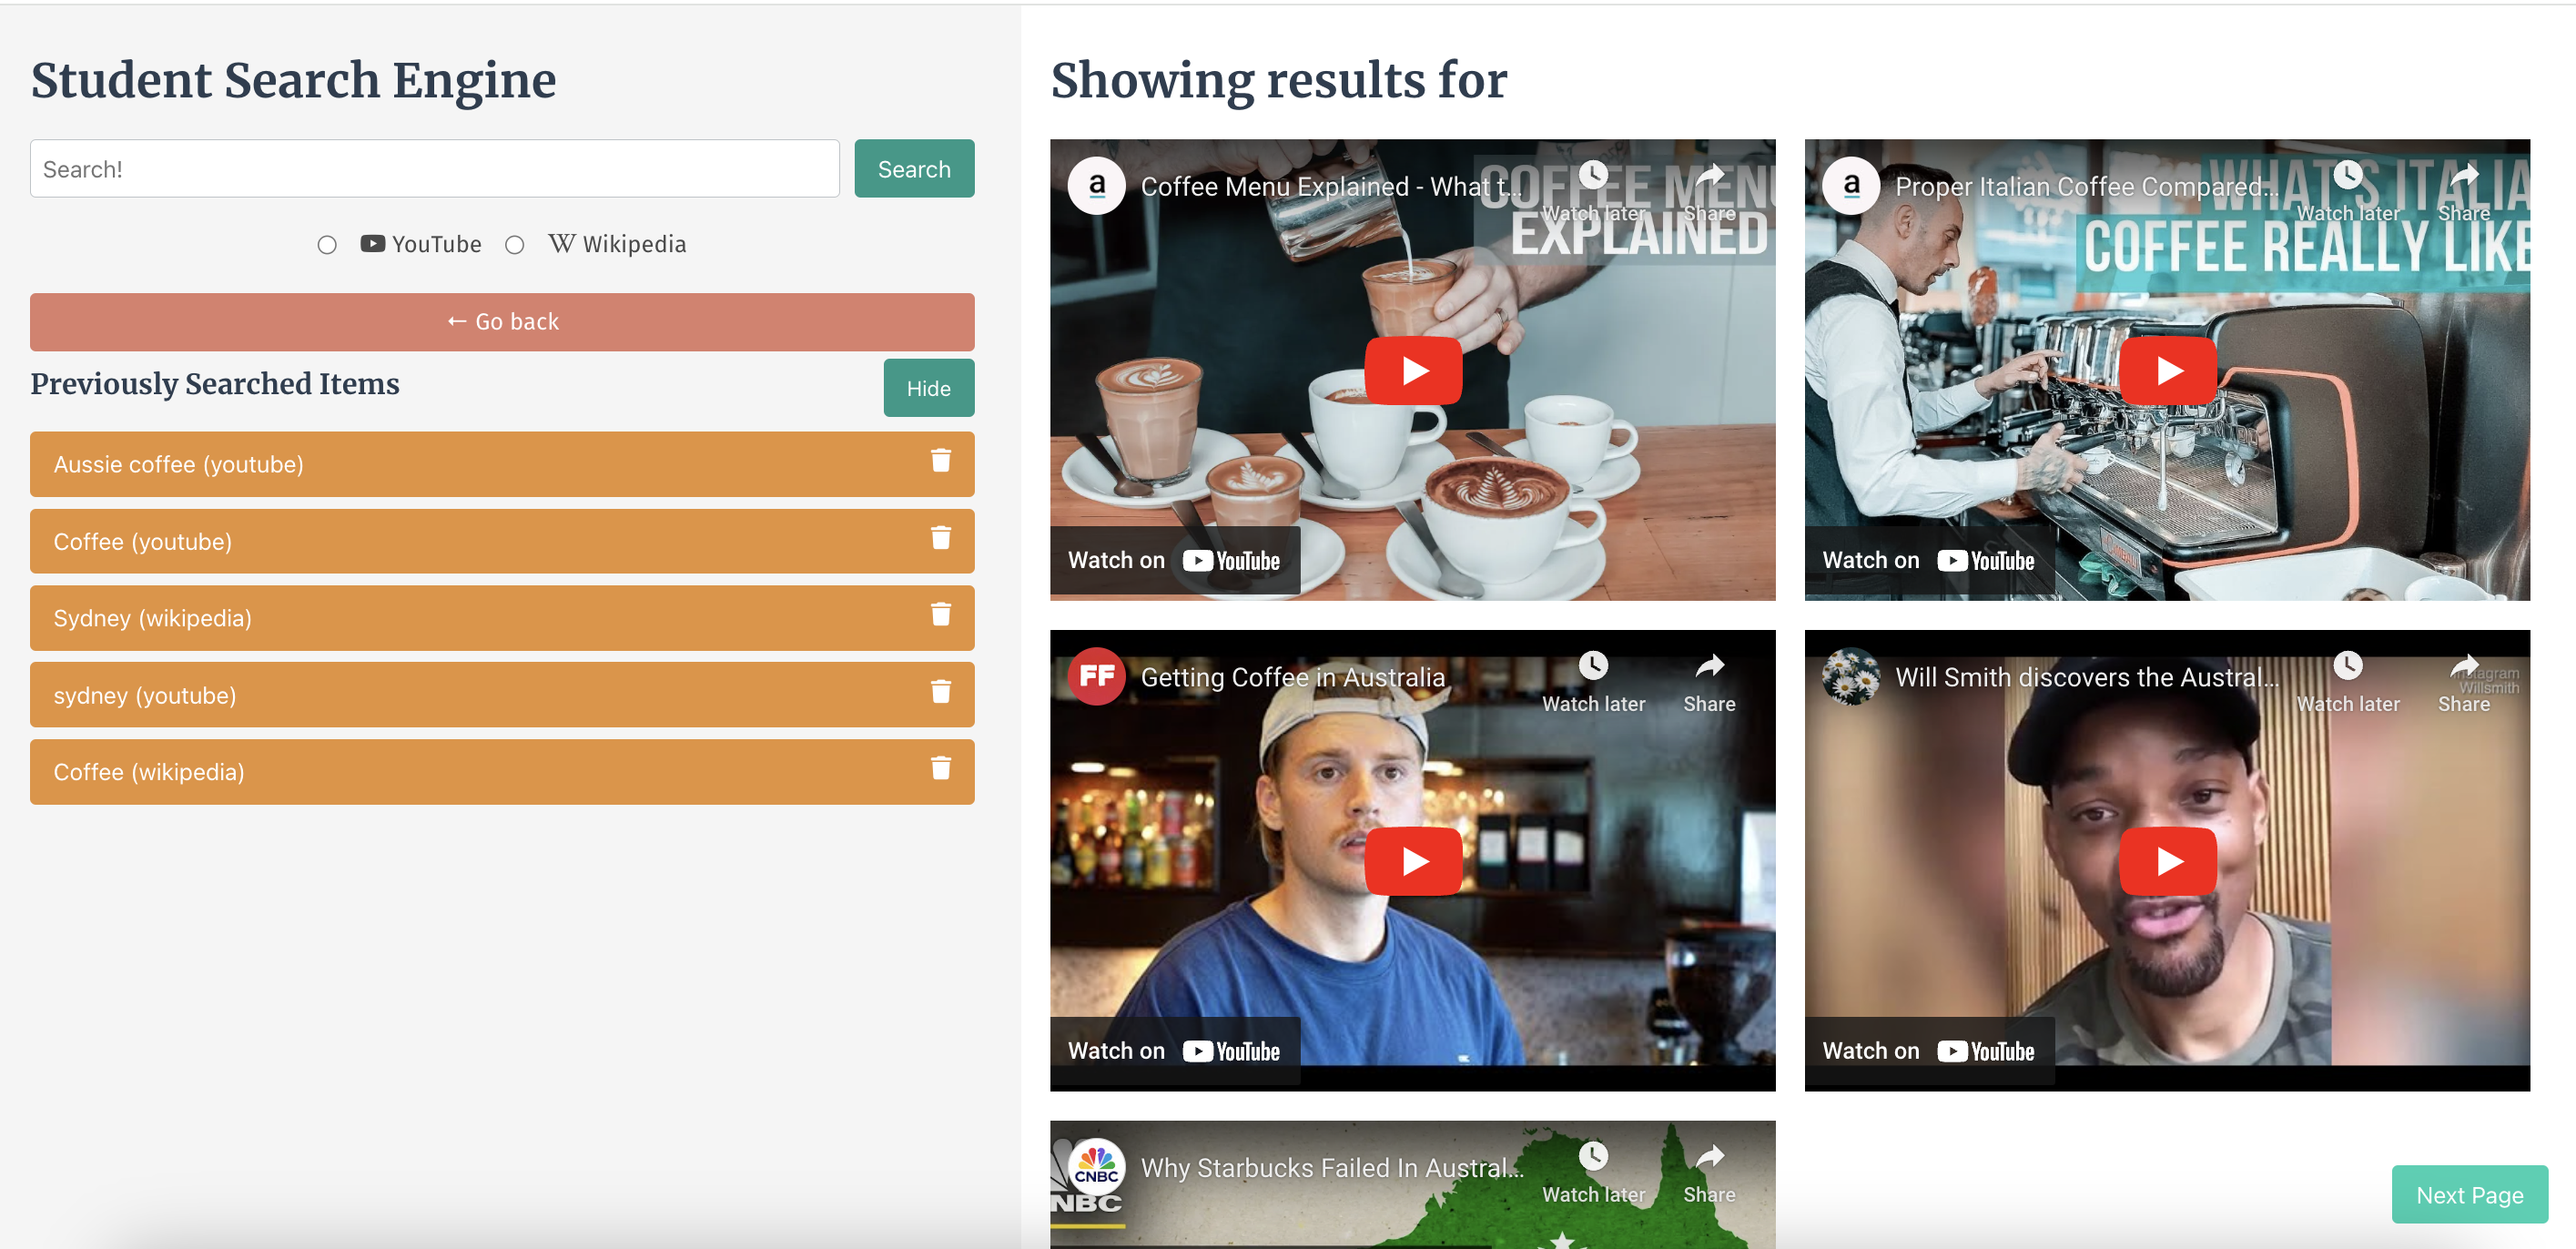 Student Search Engine
Search!
Search
YouTube
Wikipedia
← Go back
Previously Searched Items
Hide
Aussie coffee (youtube)
Coffee (youtube)
Sydney (wikipedia)
sydney (youtube)
Coffee (wikipedia)
Showing results for
a
Coffee Menu Explained - What t...
Watch later
Share
COFFEE MENU
EXPLAINED
Watch on YouTube
a
Proper Italian Coffee Compared...
Watch later
Share
WHAT'S ITALIA
COFFEE REALLY LIKE
Watch on YouTube
FF
Getting Coffee in Australia
Watch later
Share
Watch on YouTube
Will Smith discovers the Austral...
Watch later
Share
Instagram
Willsmith
Watch on YouTube
CNBC
NBC
Why Starbucks Failed In Austral...
Watch later
Share
Next Page